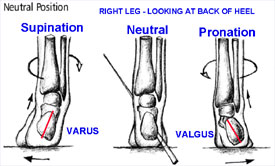 Neutral Position
RIGHT LEG - LOOKING AT BACK OF HEEL
Supination
Neutral
Pronation
VARUS
VALGUS